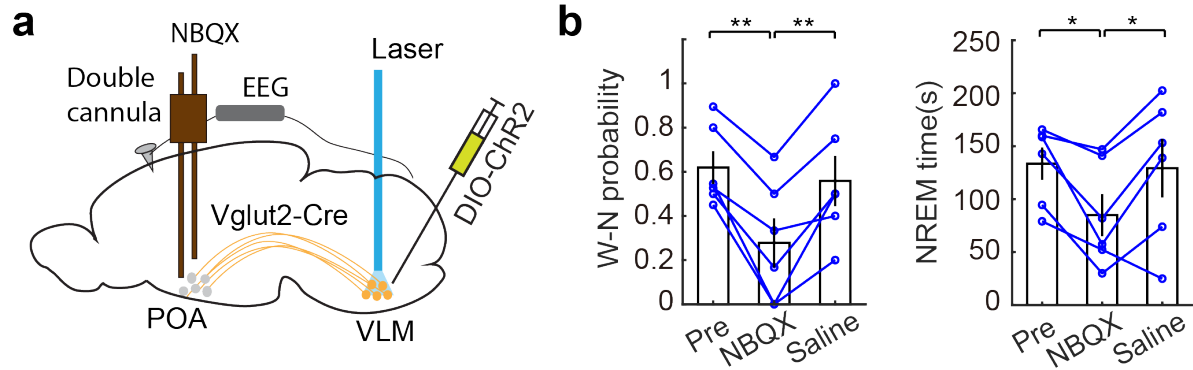 a
NBQX
Double
cannula
EEG
Laser
DIO-ChR2
Vglut2-Cre
POA
VLM
b
** **
W-N probability
1
0.8
0.6
0.4
0.2
0
Pre
NBQX
Saline
* *
NREM time(s)
250
200
150
100
50
0
Pre
NBQX
Saline